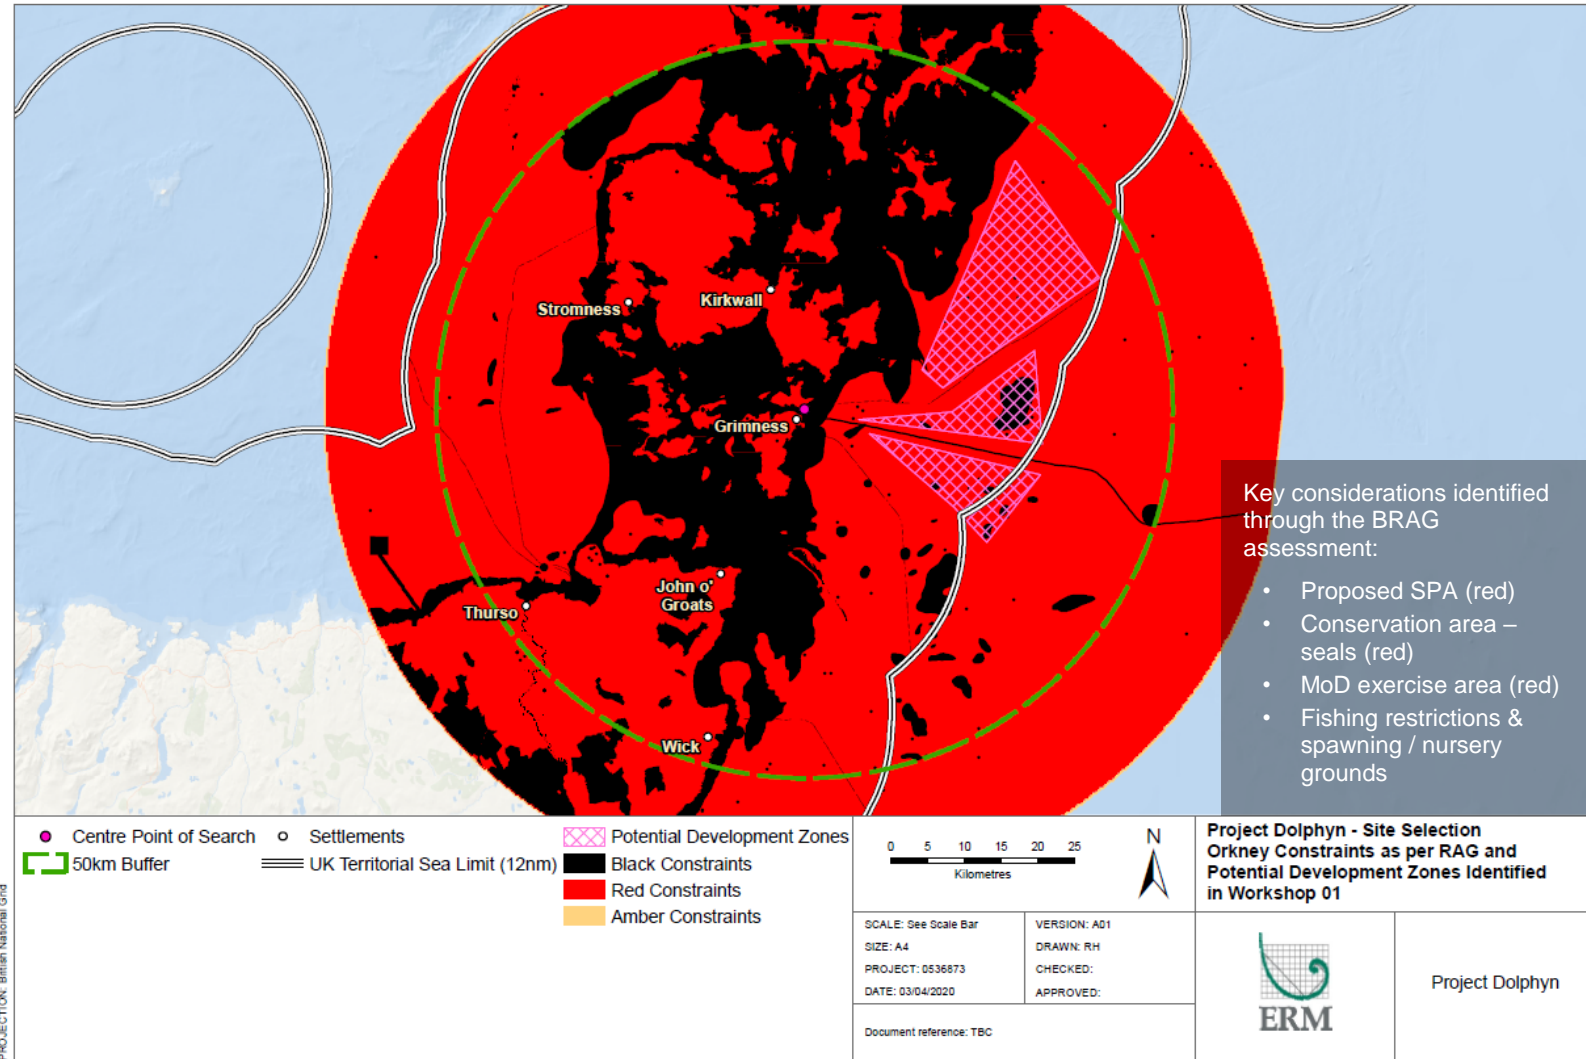 Stromness
Kirkwall
Grimness
John o'
Groats
Thurso
Wick
Key considerations identified
through the BRAG
assessment:
• Proposed SPA (red)
• Conservation area –
seals (red)
• MoD exercise area (red)
• Fishing restrictions &
spawning / nursery
grounds
PROJECTION: British National Grid
Centre Point of Search
Settlements
50km Buffer
UK Territorial Sea Limit (12nm)
Potential Development Zones
Black Constraints
Red Constraints
Amber Constraints
0 5 10 15 20 25
Kilometres
N
Project Dolphyn - Site Selection
Orkney Constraints as per RAG and
Potential Development Zones Identified
in Workshop 01
SCALE: See Scale Bar
VERSION: A01
SIZE: A4
DRAWN: RH
PROJECT: 0536873
CHECKED:
DATE: 03/04/2020
APPROVED:
Document reference: TBC
ERM
Project Dolphyn